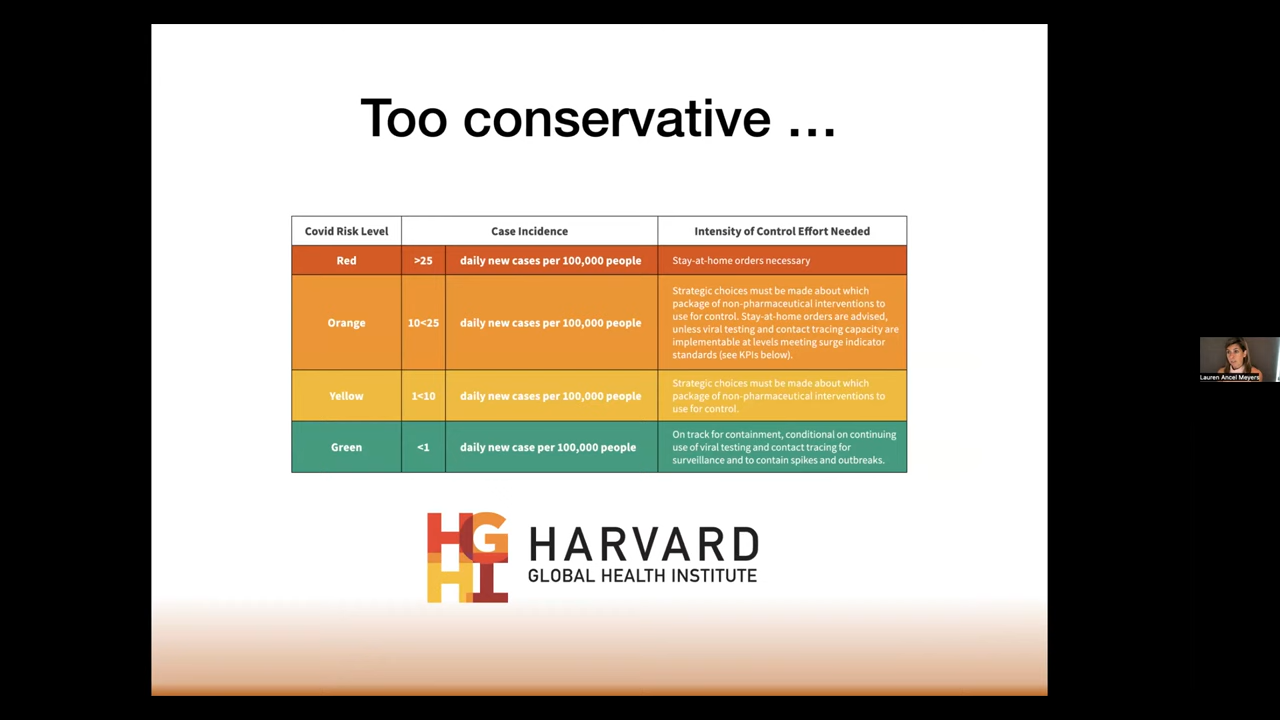 Too conservative …
Covid Risk Level
Case Incidence
Intensity of Control Effort Needed
Red
>25
daily new cases per 100,000 people
Stay-at-home orders necessary
Orange
10<25
daily new cases per 100,000 people
Strategic choices must be made about which
package of non-pharmaceutical interventions to
use for control. Stay-at-home orders are advised,
unless viral testing and contact tracing capacity are
implementable at levels meeting surge indicator
standards (see KPIs below).
Yellow
1<10
daily new cases per 100,000 people
Strategic choices must be made about which
package of non-pharmaceutical interventions to
use for control.
Green
<1
daily new case per 100,000 people
On track for containment, conditional on continuing
use of viral testing and contact tracing for
surveillance and to contain spikes and outbreaks.
HG
HI
HARVARD
GLOBAL HEALTH INSTITUTE
Lauren Ancel Meyers